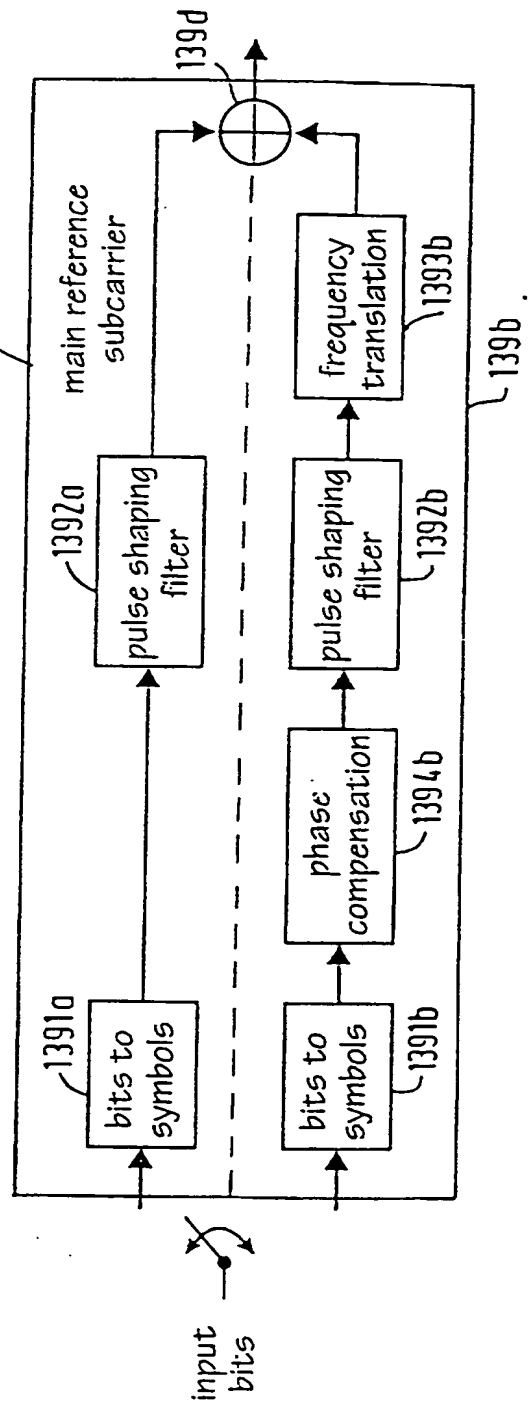 input
bits
1391a
bits to
symbols
1392a
pulse shaping
filter
main reference
subcarrier
139d
bits to
symbols
1391b
phase
compensation
1394b
pulse shaping
filter
1392b
frequency
translation
1393b
139b